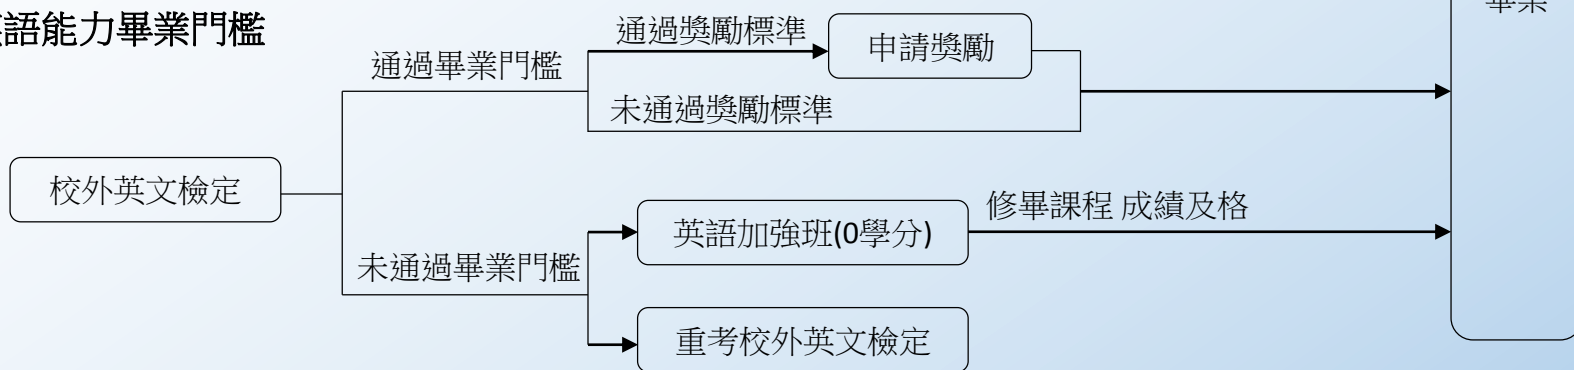 語能力畢業門檻
通過畢業門檻
通過獎勵標準
申請獎勵
未通過獎勵標準
校外英文檢定
未通過畢業門檻
英語加強班(0學分)
修畢課程 成績及格
重考校外英文檢定